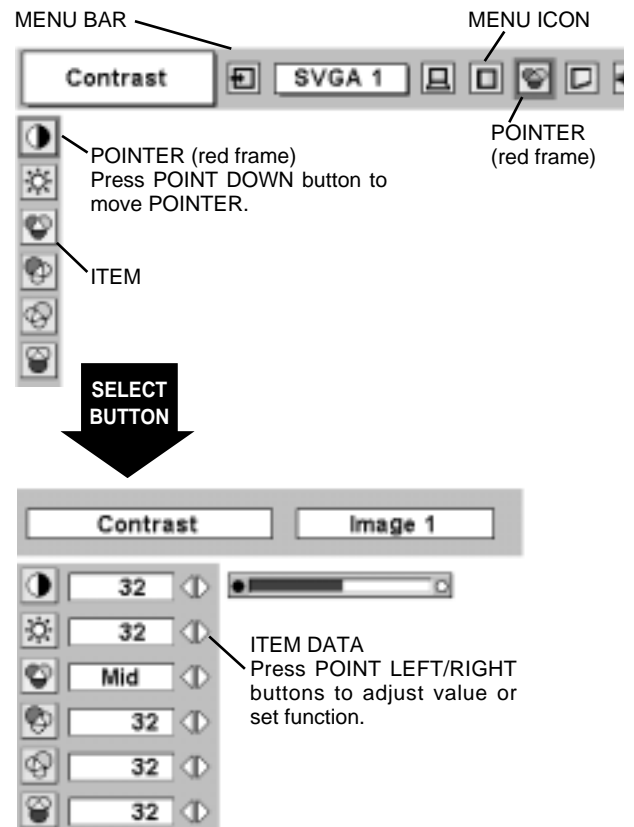 MENU BAR
MENU ICON
Contrast
SVGA 1
POINTER
(red frame)
POINTER (red frame)
Press POINT DOWN button to
move POINTER.
ITEM
SELECT
BUTTON
Contrast
Image 1
32
32
ITEM DATA
Press POINT LEFT/RIGHT
buttons to adjust value or
set function.
Mid
32
32
32